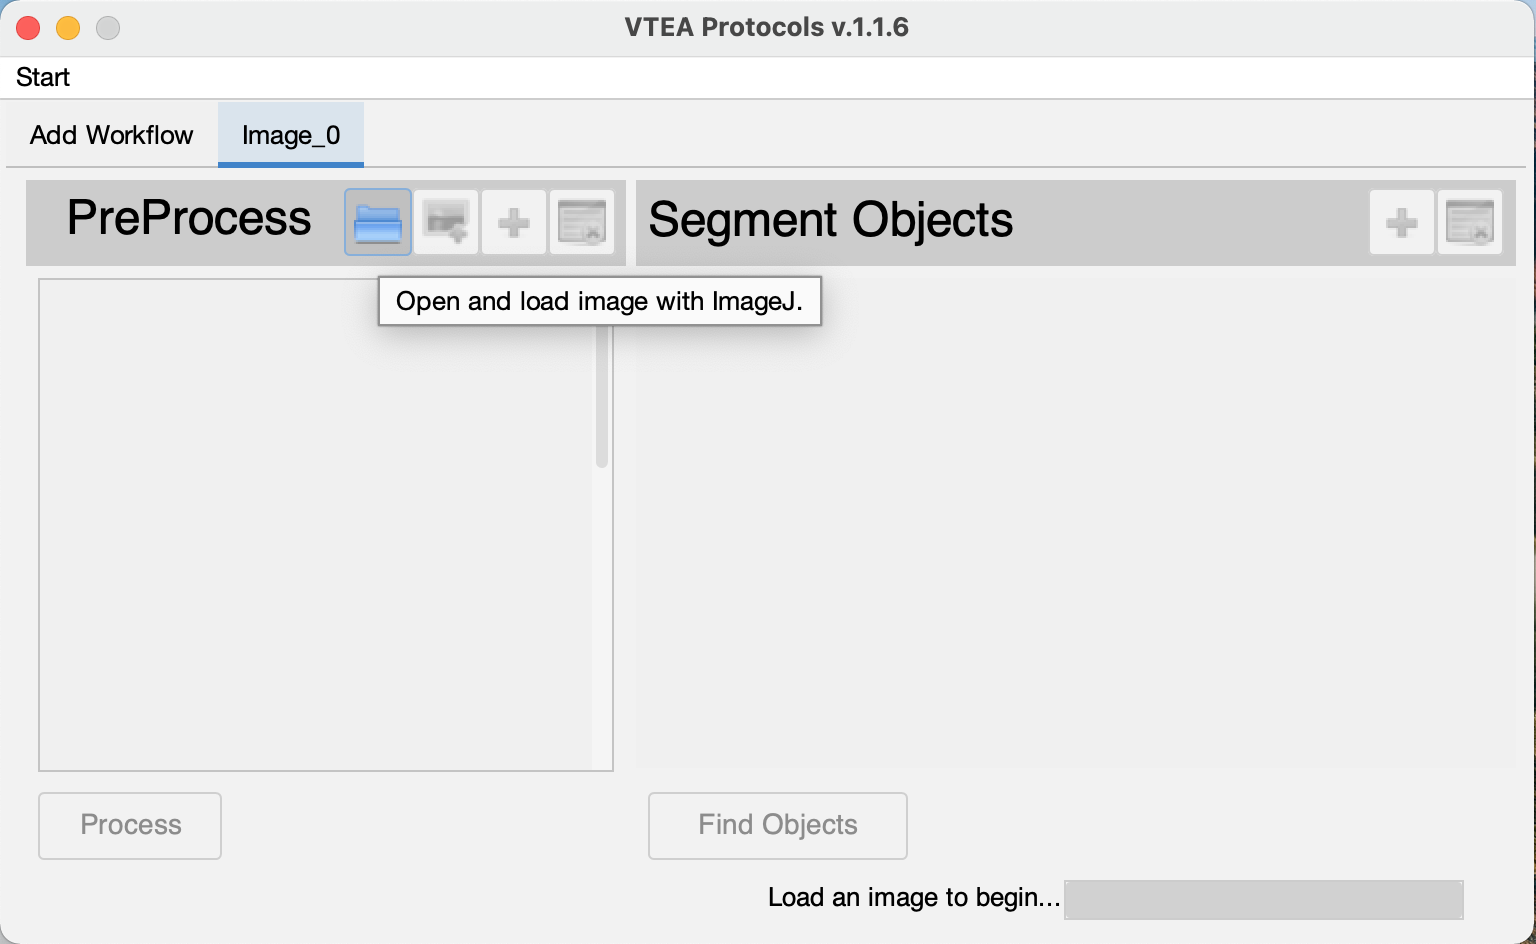 VTEA Protocols v.1.1.6
Start
Add Workflow
Image_0
PreProcess
Segment Objects
Open and load image with ImageJ.
Process
Find Objects
Load an image to begin...